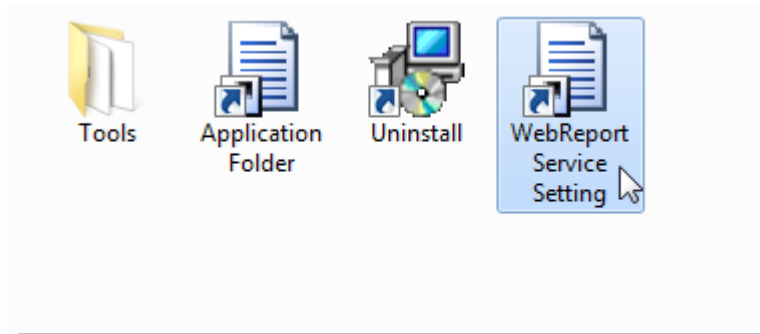 Tools
Application
Folder
Uninstall
WebReport
Service
Setting